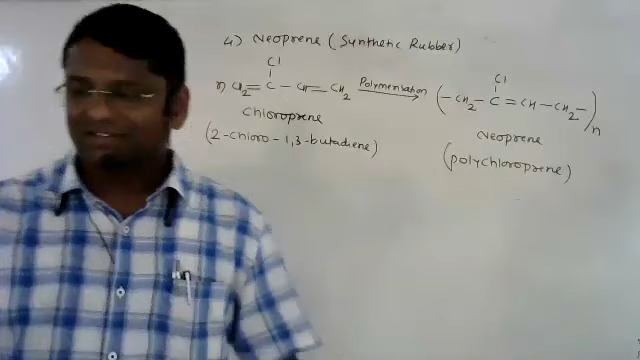 4) Neoprene (Synthetic Rubber)
Cl
Cl
n CH2=C-CH=CH2 Polymerisation (-CH2-C=CH-CH2-)n
Chloroprene
Neoprene
(2-chloro-1,3-butadiene)
(polychloroprene)